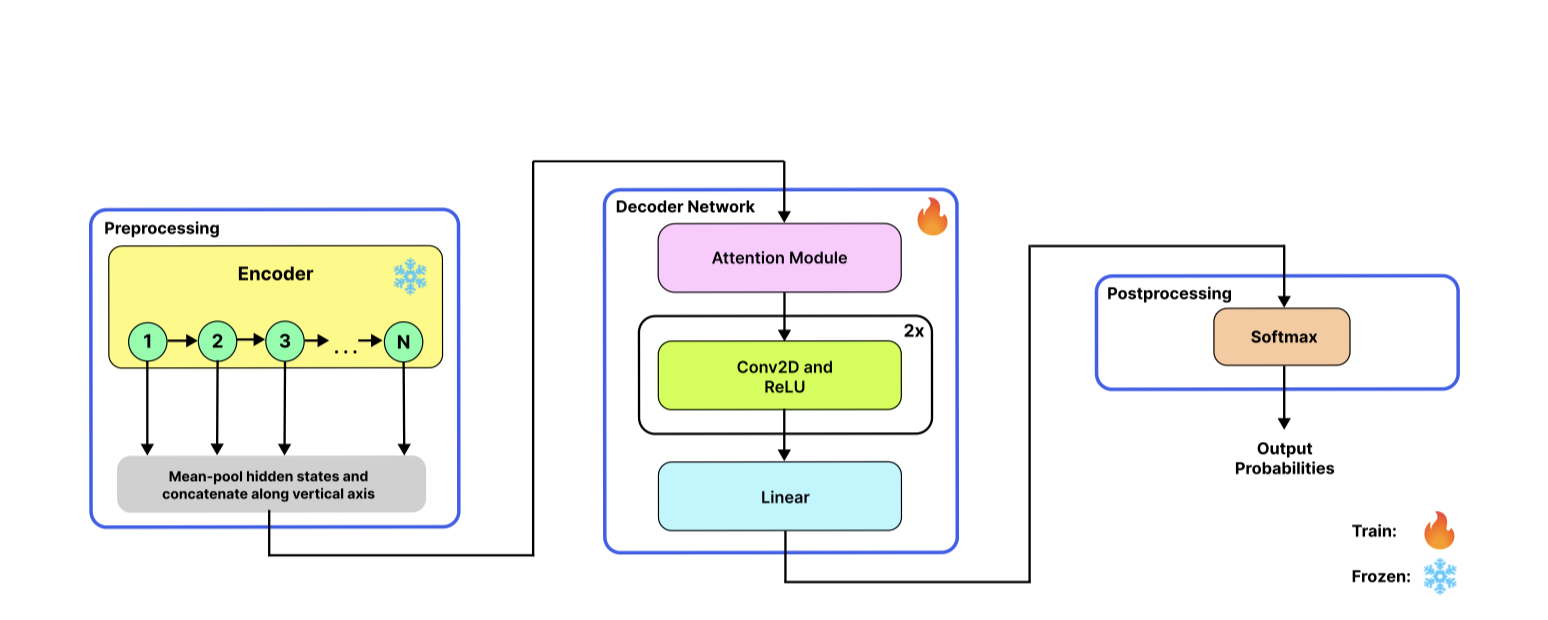 Preprocessing
Encoder
1
2
3
...
N
Mean-pool hidden states and
concatenate along vertical axis
Decoder Network
Attention Module
2x
Conv2D and
ReLU
Linear
Postprocessing
Softmax
Output
Probabilities
Train:
Frozen: